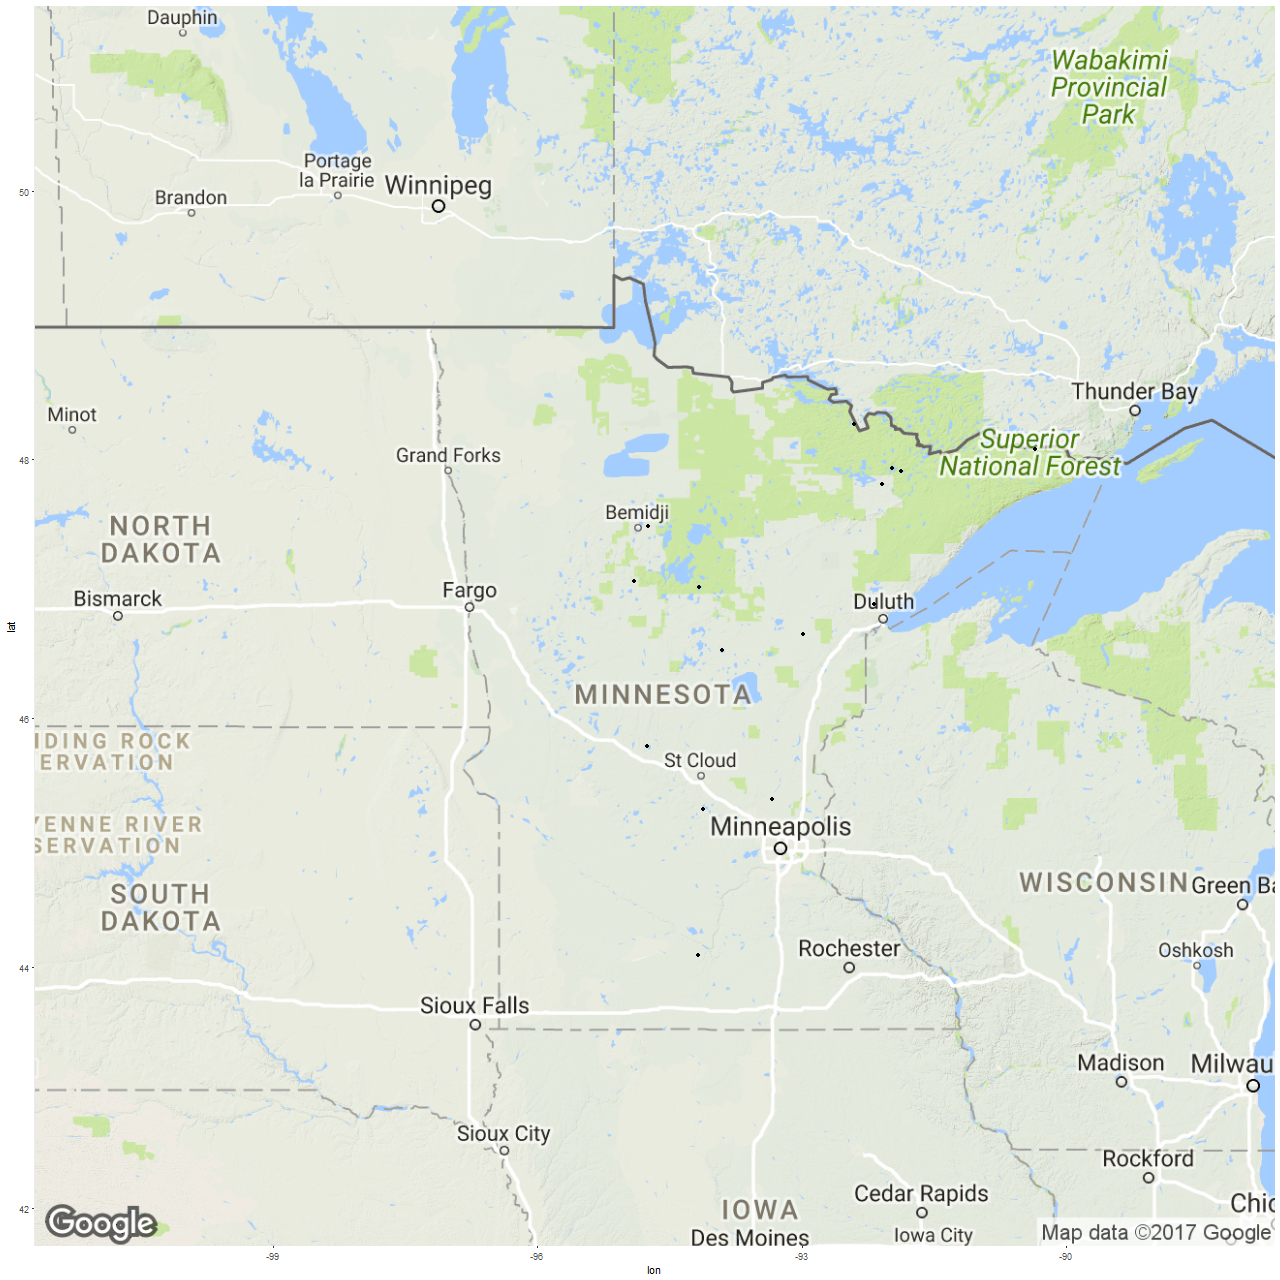 Dauphin
Wabakimi
Provincial
Park
Portage
la Prairie
Winnipeg
Brandon
50
Thunder Bay
Minot
Superior
National Forest
Grand Forks
48
Bemidji
NORTH
DAKOTA
Fargo
Bismarck
Duluth
lat
MINNESOTA
46
IDING ROCK
ERVATION
St Cloud
YENNE RIVER
SERVATION
Minneapolis
WISCONSIN
Green Ba
SOUTH
DAKOTA
Rochester
Oshkosh
44
Sioux Falls
Madison
Milwau
Sioux City
Rockford
Cedar Rapids
IOWA
Chic
42
Google
Iowa City
Des Moines
Map data ©2017 Google
-99
-96
-93
-90
lon